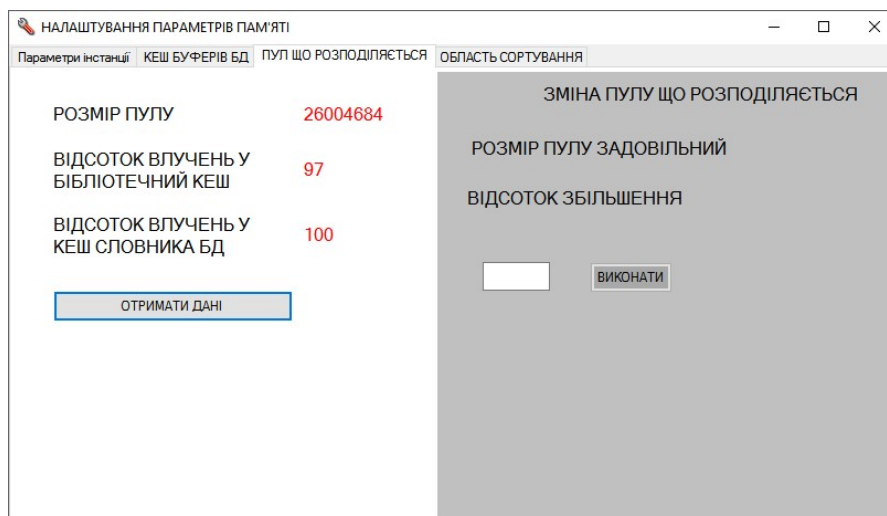 НАЛАШТУВАННЯ ПАРАМЕТРІВ ПАМ'ЯТІ
Параметри інстанції КЕШ БУФЕРІВ БД ПУЛ ЩО РОЗПОДІЛЯЄТЬСЯ ОБЛАСТЬ СОРТУВАННЯ
ЗМІНА ПУЛУ ЩО РОЗПОДІЛЯЄТЬСЯ
РОЗМІР ПУЛУ 26004684
РОЗМІР ПУЛУ ЗАДОВІЛЬНИЙ
ВІДСОТОК ВЛУЧЕНЬ У
БІБЛІОТЕЧНИЙ КЕШ 97
ВІДСОТОК ЗБІЛЬШЕННЯ
ВІДСОТОК ВЛУЧЕНЬ У
КЕШ СЛОВНИКА БД 100
ВИКОНАТИ
ОТРИМАТИ ДАНІ